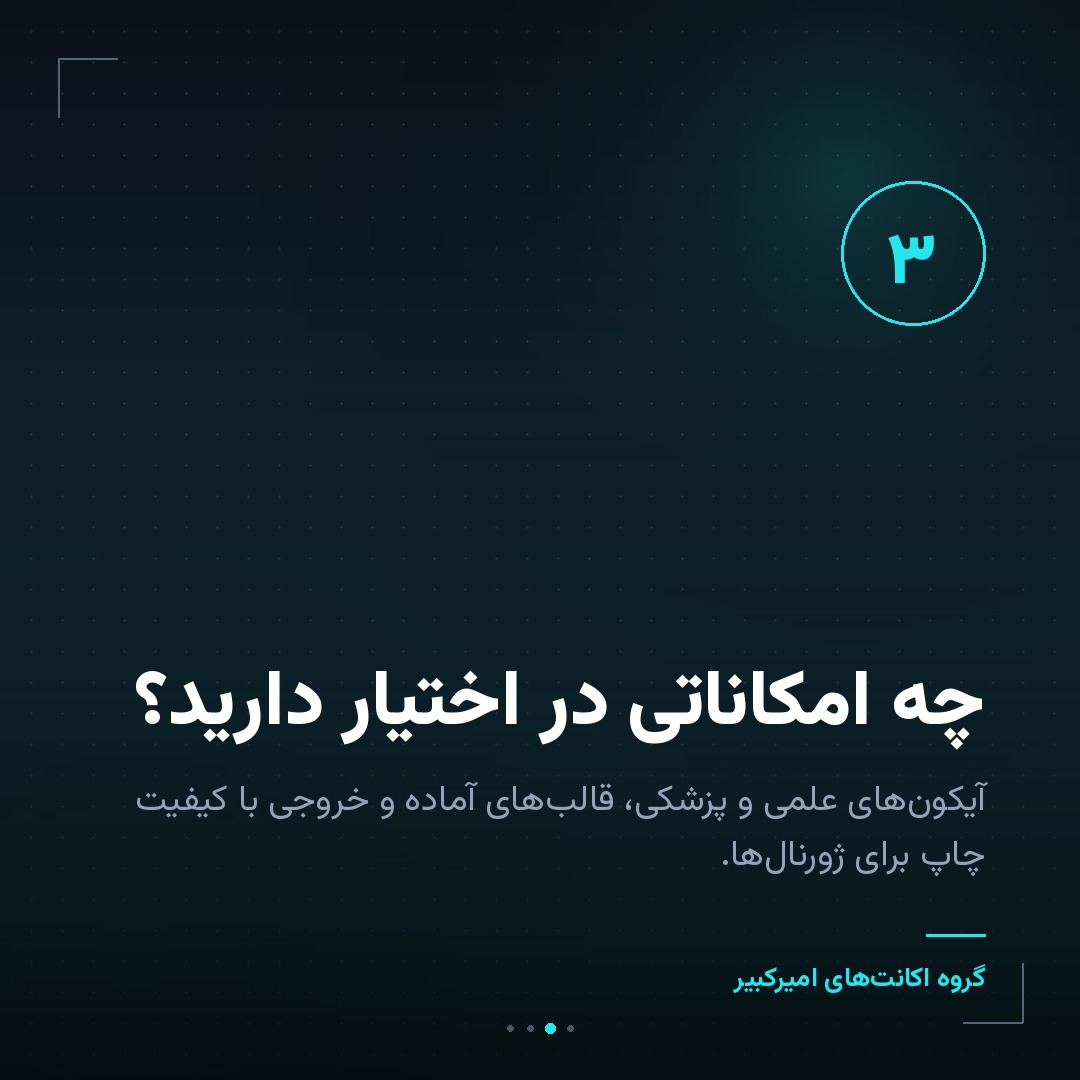 ۳
چه امکاناتی در اختیار دارید؟
آیکون‌های علمی و پزشکی، قالب‌های آماده و خروجی با کیفیت
چاپ برای ژورنال‌ها.
گروه اکانت‌های امیرکبیر